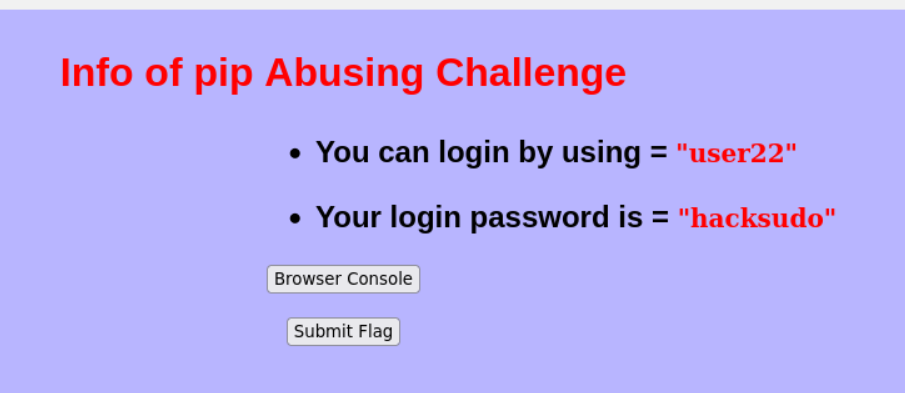 Info of pip Abusing Challenge
You can login by using = "user22"
Your login password is = "hacksudo"
Browser Console
Submit Flag